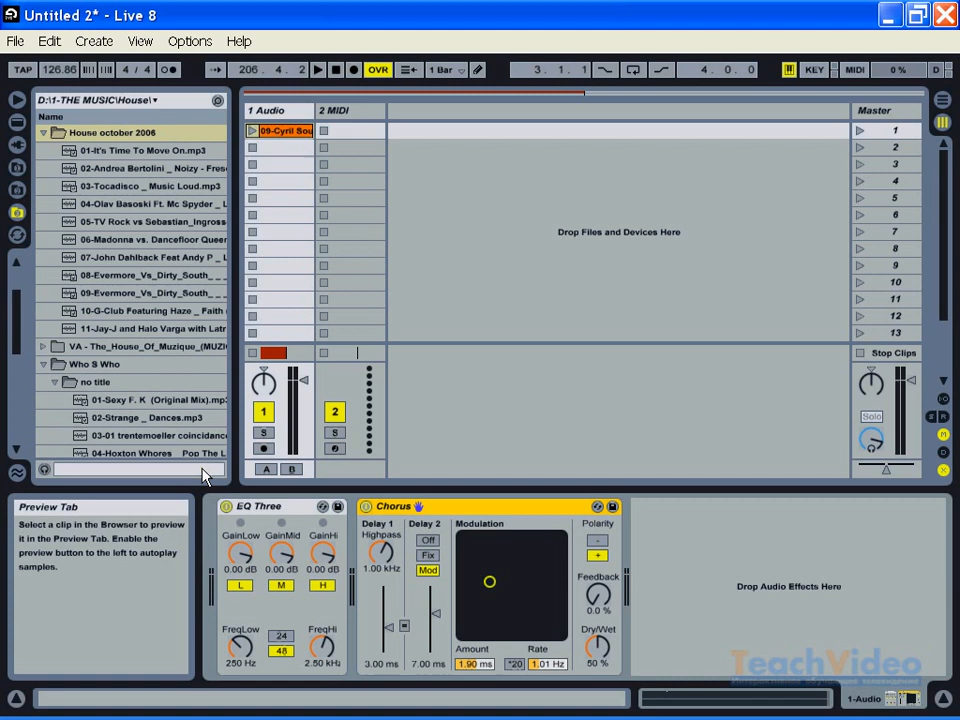 Untitled 2* - Live 8
File Edit Create View Options Help
TAP 126.86 4 / 4 206. 4. 2 OVR 1 Bar 3. 1. 1 4. 0. 0 KEY MIDI 0 % D
D:\1-THE MUSIC\House\
Name
House october 2006
01-It's Time To Move On.mp3
02-Andrea Bertolini _ Noizy - Fres
03-Tocadisco _ Music Loud.mp3
04-Olav Basoski Ft. Mc Spyder _ L
05-TV Rock vs Sebastian_Ingross
06-Madonna vs. Dancefloor Queen
07-John Dahlback Feat Andy P _ L
08-Evermore_Vs_Dirty_South_ _ _
09-Evermore_Vs_Dirty_South_ _ _
10-G-Club Featuring Haze _ Faith (
11-Jay-J and Halo Varga with Latr
VA - The_House_Of_Muzique_(MUZI
Who S Who
no title
01-Sexy F. K (Original Mix).mp3
02-Strange _ Dances.mp3
03-01 trentemoeller coincidanc
04-Hoxton Whores _ Pop The L
1 Audio 2 MIDI Master
09-Cyril Sou 1
2
3
4
5
6
7
8
9
10
11
12
13
Drop Files and Devices Here
Stop Clips
1 2 Solo
S S
A B
Preview Tab
Select a clip in the Browser to preview
it in the Preview Tab. Enable the
preview button to the left to autoplay
samples.
EQ Three
GainLow GainMid GainHi
0.00 dB 0.00 dB 0.00 dB
L M H
FreqLow 24 FreqHi
48
250 Hz 2.50 kHz
Chorus
Delay 1 Delay 2 Modulation Polarity
Highpass Off -
Fix +
1.00 kHz Mod
Feedback
0.0 %
Amount Rate Dry/Wet
3.00 ms 7.00 ms 1.90 ms *20 1.01 Hz 50 %
Drop Audio Effects Here
TeachVideo
Интерактивное обучающее телевидение
1-Audio